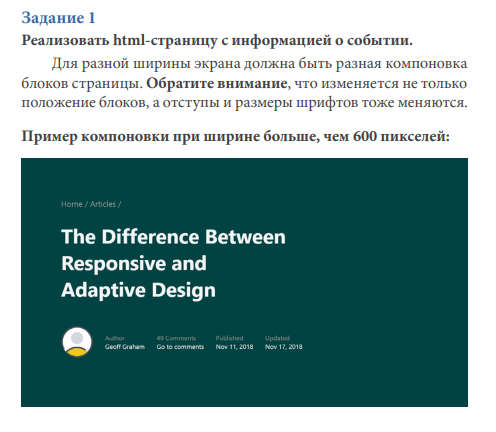 Задание 1
Реализовать html-страницу с информацией о событии.
Для разной ширины экрана должна быть разная компоновка
блоков страницы. Обратите внимание, что изменяется не только
положение блоков, а отступы и размеры шрифтов тоже меняются.
Пример компоновки при ширине больше, чем 600 пикселей:
Home / Articles /
The Difference Between
Responsive and
Adaptive Design
Author 49 Comments Published Updated
Geoff Graham Go to comments Nov 11, 2018 Nov 17, 2018